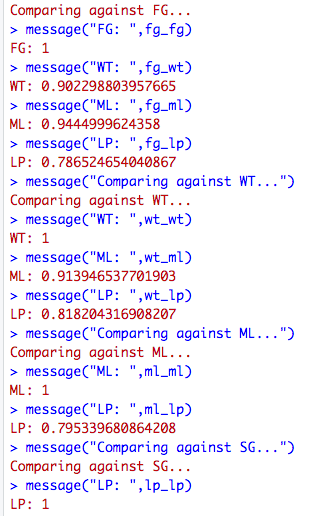 Comparing against FG...
> message("FG: ",fg_fg)
FG: 1
> message("WT: ",fg_wt)
WT: 0.902298803957665
> message("ML: ",fg_ml)
ML: 0.9444999624358
> message("LP: ",fg_lp)
LP: 0.786524654040867
> message("Comparing against WT...")
Comparing against WT...
> message("WT: ",wt_wt)
WT: 1
> message("ML: ",wt_ml)
ML: 0.913946537701903
> message("LP: ",wt_lp)
LP: 0.818204316908207
> message("Comparing against ML...")
Comparing against ML...
> message("ML: ",ml_ml)
ML: 1
> message("LP: ",ml_lp)
LP: 0.795339680864208
> message("Comparing against SG...")
Comparing against SG...
> message("LP: ",lp_lp)
LP: 1